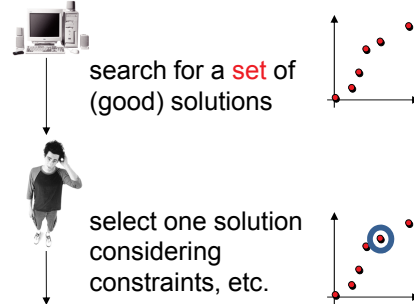 search for a set of
(good) solutions
select one solution
considering
constraints, etc.